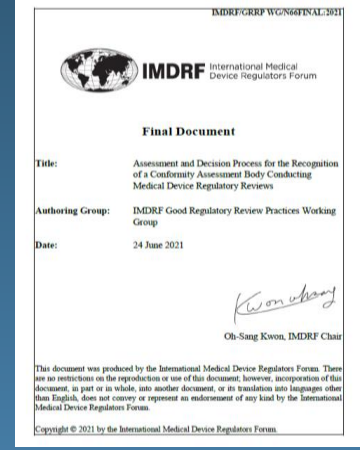 IMDRF/GRRP WG/N66FINAL:2021
IMDRF International Medical
Device Regulators Forum
Final Document
Title: Assessment and Decision Process for the Recognition
of a Conformity Assessment Body Conducting
Medical Device Regulatory Reviews
Authoring Group: IMDRF Good Regulatory Review Practices Working
Group
Date: 24 June 2021
Oh-Sang Kwon, IMDRF Chair
This document was produced by the International Medical Device Regulators Forum. There
are no restrictions on the reproduction or use of this document; however, incorporation of this
document, in part or in whole, into another document, or its translation into languages other
than English, does not convey or represent an endorsement of any kind by the International
Medical Device Regulators Forum.
Copyright © 2021 by the International Medical Device Regulators Forum.